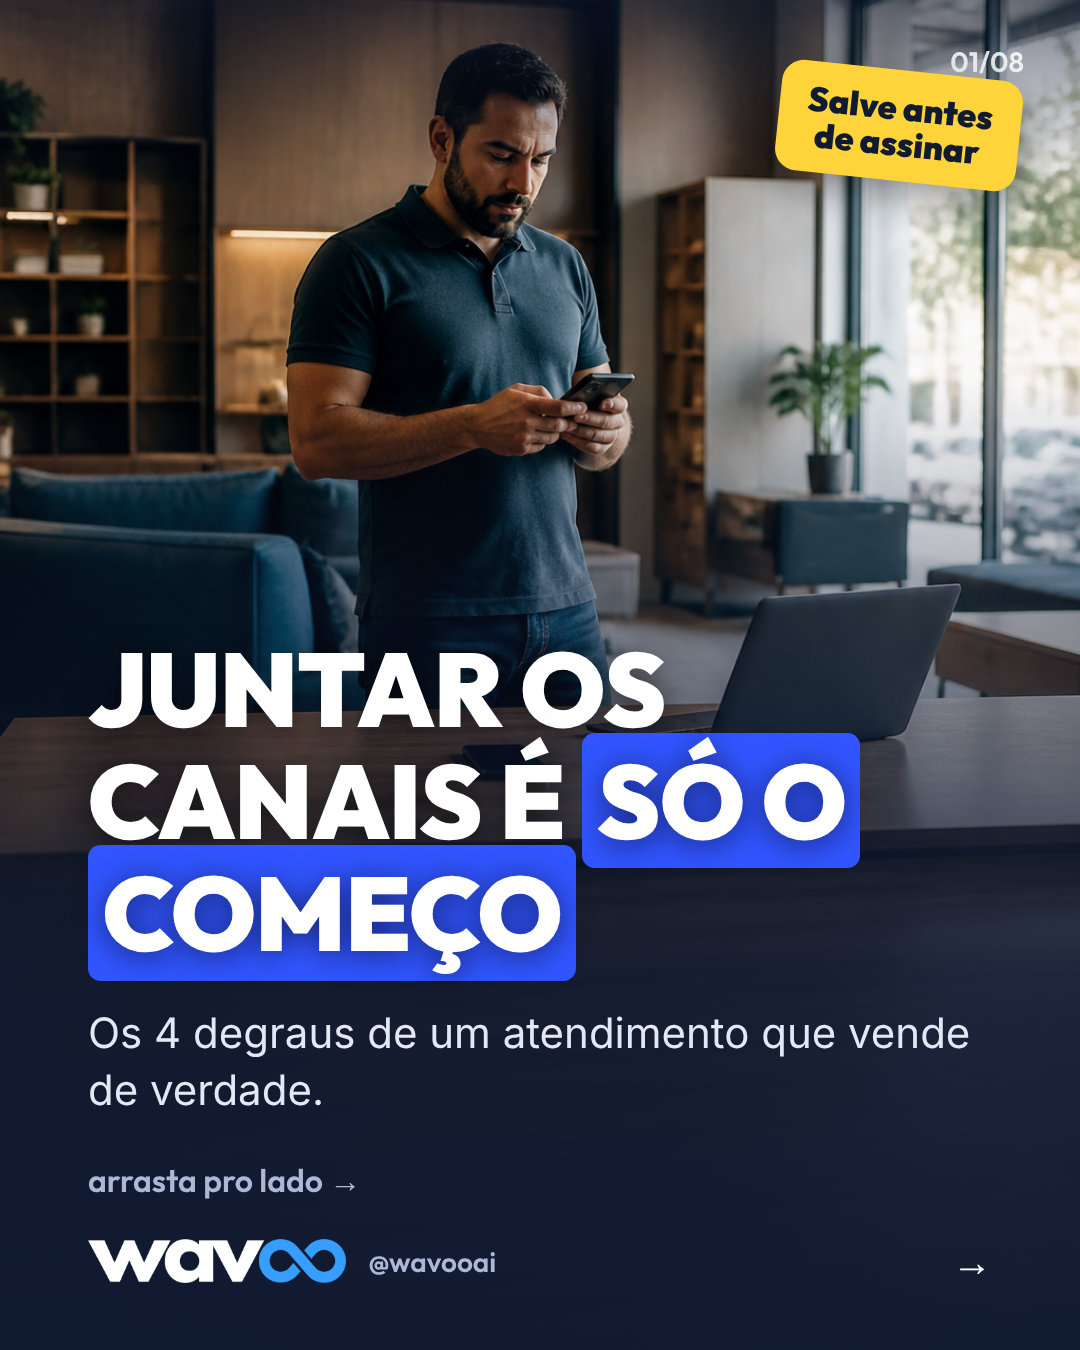 01/08
Salve antes
de assinar
JUNTAR OS
CANAIS É SÓ O
COMEÇO
Os 4 degraus de um atendimento que vende
de verdade.
arrasta pro lado →
wavoo @wavooai →